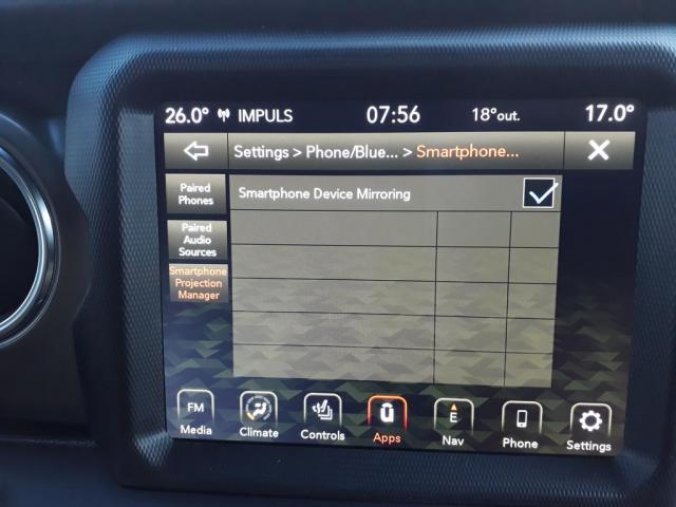 26.0° IMPULS 07:56 18°out. 17.0°
Settings > Phone/Blue... > Smartphone...
Paired
Phones
Smartphone Device Mirroring
Paired
Audio
Sources
Smartphone
Projection
Manager
FM
Media
Climate
Controls
Apps
E
Nav
Phone
Settings